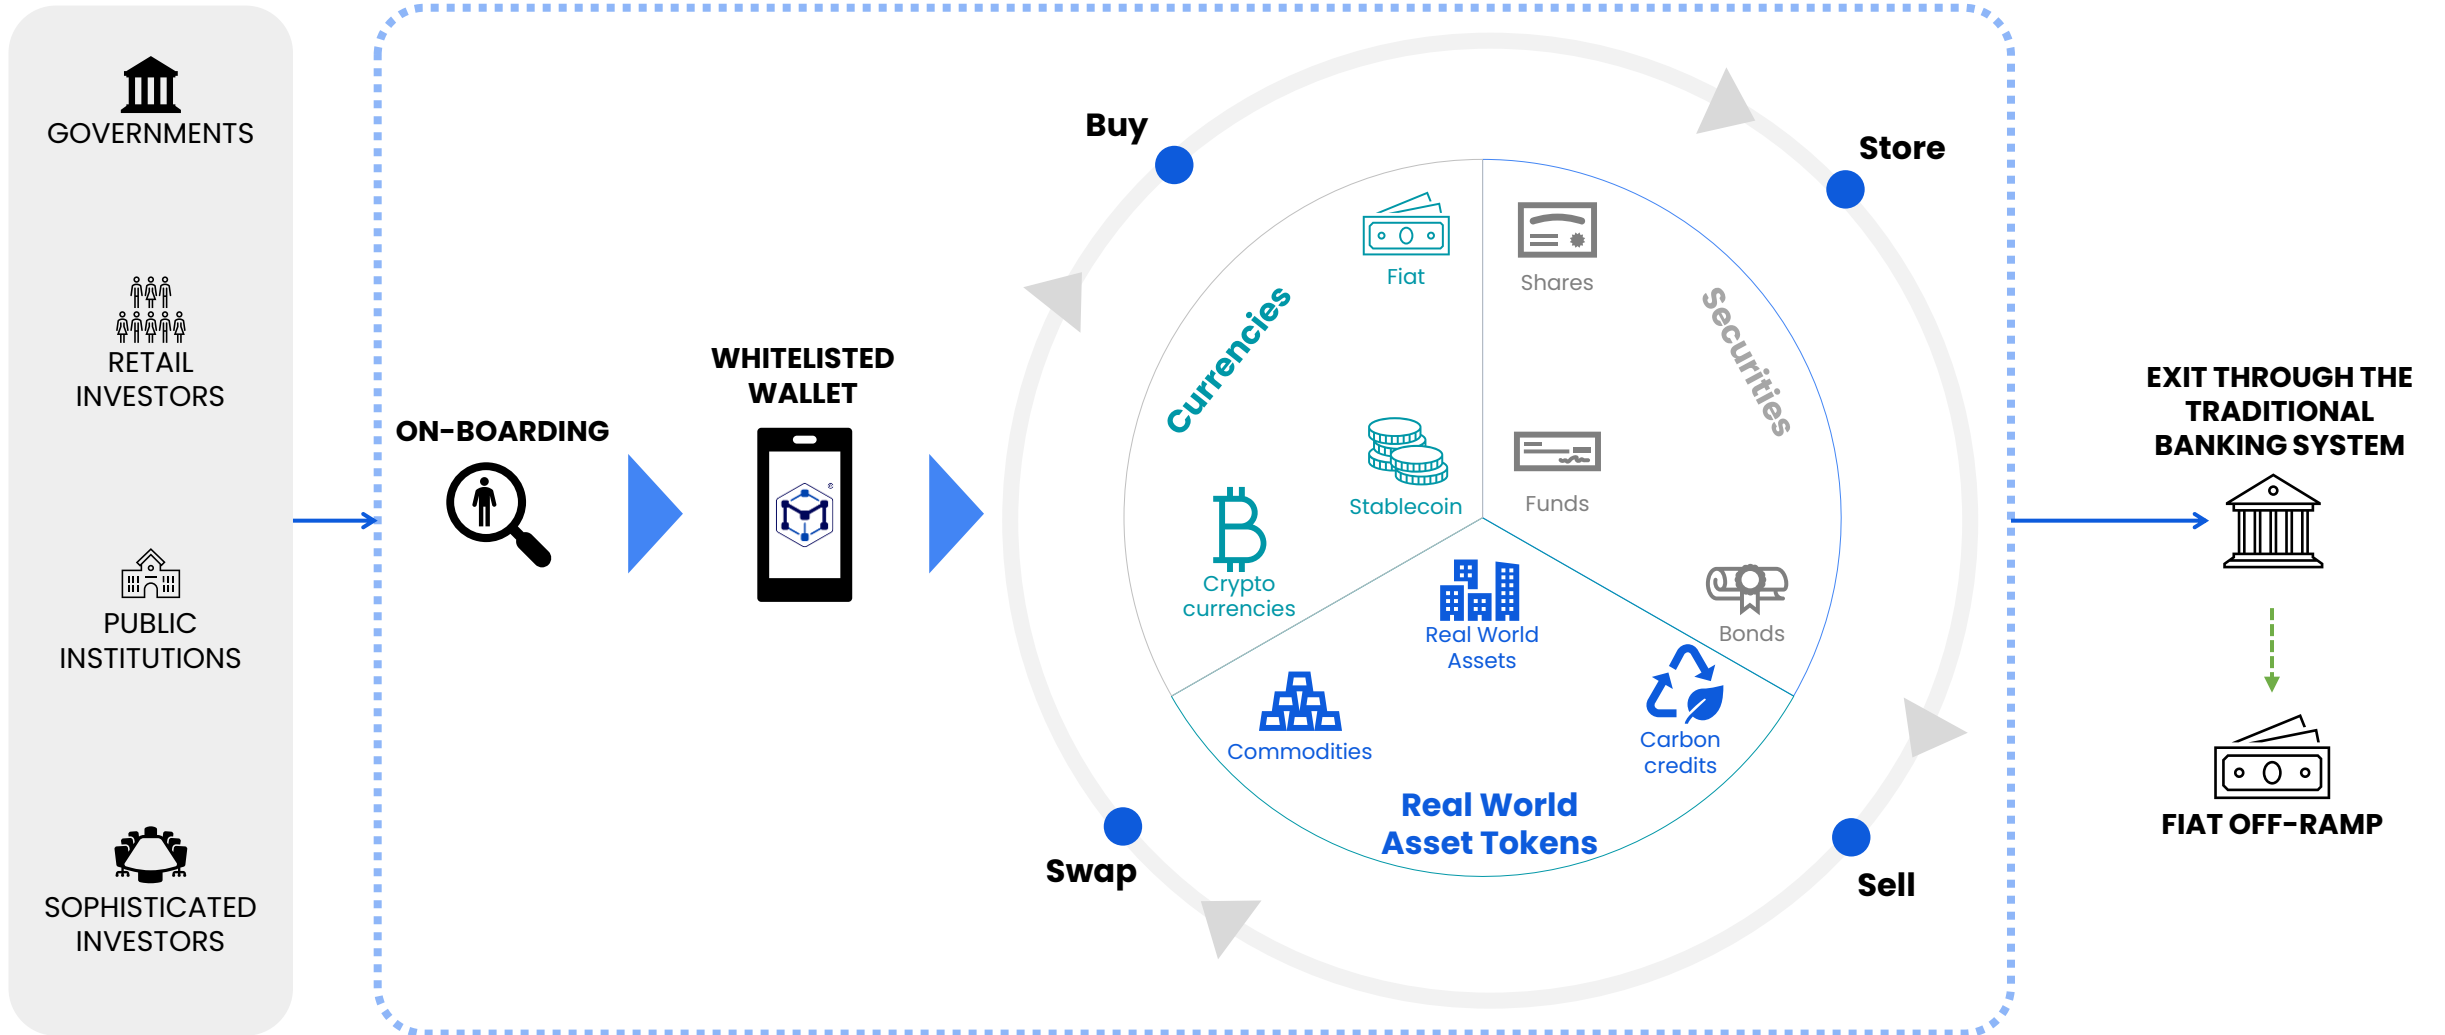 GOVERNMENTS
RETAIL
INVESTORS
PUBLIC
INSTITUTIONS
SOPHISTICATED
INVESTORS
ON-BOARDING
WHITELISTED
WALLET
Buy
Store
Sell
Swap
Currencies
Fiat
Stablecoin
Crypto
currencies
Securities
Shares
Funds
Bonds
Real World
Assets
Commodities
Carbon
credits
Real World
Asset Tokens
EXIT THROUGH THE
TRADITIONAL
BANKING SYSTEM
FIAT OFF-RAMP